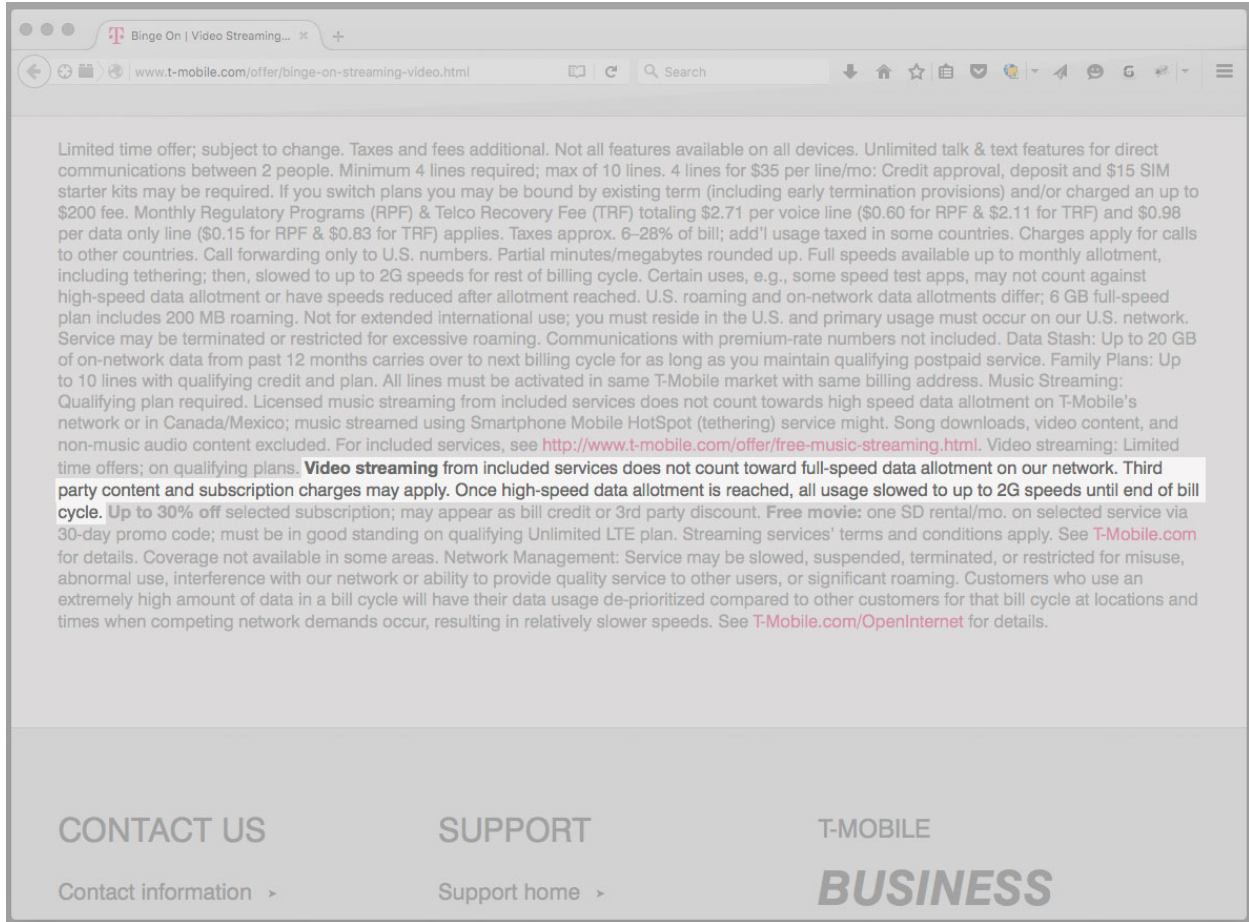 Binge On | Video Streaming...
www.t-mobile.com/offer/binge-on-streaming-video.html
Search
Limited time offer; subject to change. Taxes and fees additional. Not all features available on all devices. Unlimited talk & text features for direct
communications between 2 people. Minimum 4 lines required; max of 10 lines. 4 lines for $35 per line/mo: Credit approval, deposit and $15 SIM
starter kits may be required. If you switch plans you may be bound by existing term (including early termination provisions) and/or charged an up to
$200 fee. Monthly Regulatory Programs (RPF) & Telco Recovery Fee (TRF) totaling $2.71 per voice line ($0.60 for RPF & $2.11 for TRF) and $0.98
per data only line ($0.15 for RPF & $0.83 for TRF) applies. Taxes approx. 6–28% of bill; add'l usage taxed in some countries. Charges apply for calls
to other countries. Call forwarding only to U.S. numbers. Partial minutes/megabytes rounded up. Full speeds available up to monthly allotment,
including tethering; then, slowed to up to 2G speeds for rest of billing cycle. Certain uses, e.g., some speed test apps, may not count against
high-speed data allotment or have speeds reduced after allotment reached. U.S. roaming and on-network data allotments differ; 6 GB full-speed
plan includes 200 MB roaming. Not for extended international use; you must reside in the U.S. and primary usage must occur on our U.S. network.
Service may be terminated or restricted for excessive roaming. Communications with premium-rate numbers not included. Data Stash: Up to 20 GB
of on-network data from past 12 months carries over to next billing cycle for as long as you maintain qualifying postpaid service. Family Plans: Up
to 10 lines with qualifying credit and plan. All lines must be activated in same T-Mobile market with same billing address. Music Streaming:
Qualifying plan required. Licensed music streaming from included services does not count towards high speed data allotment on T-Mobile's
network or in Canada/Mexico; music streamed using Smartphone Mobile HotSpot (tethering) service might. Song downloads, video content, and
non-music audio content excluded. For included services, see http://www.t-mobile.com/offer/free-music-streaming.html. Video streaming: Limited
time offers; on qualifying plans. Video streaming from included services does not count toward full-speed data allotment on our network. Third
party content and subscription charges may apply. Once high-speed data allotment is reached, all usage slowed to up to 2G speeds until end of bill
cycle. Up to 30% off selected subscription; may appear as bill credit or 3rd party discount. Free movie: one SD rental/mo. on selected service via
30-day promo code; must be in good standing on qualifying Unlimited LTE plan. Streaming services' terms and conditions apply. See T-Mobile.com
for details. Coverage not available in some areas. Network Management: Service may be slowed, suspended, terminated, or restricted for misuse,
abnormal use, interference with our network or ability to provide quality service to other users, or significant roaming. Customers who use an
extremely high amount of data in a bill cycle will have their data usage de-prioritized compared to other customers for that bill cycle at locations and
times when competing network demands occur, resulting in relatively slower speeds. See T-Mobile.com/OpenInternet for details.
CONTACT US
Contact information
SUPPORT
Support home
T-MOBILE
BUSINESS